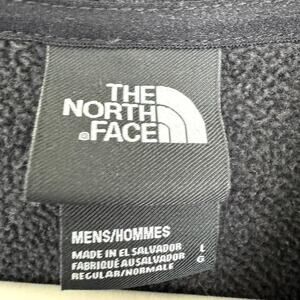 THE
NORTH
FACE
MENS/HOMMES
MADE IN EL SALVADOR L
FABRIQUÉ AU SALVADOR G
REGULAR/NORMALE